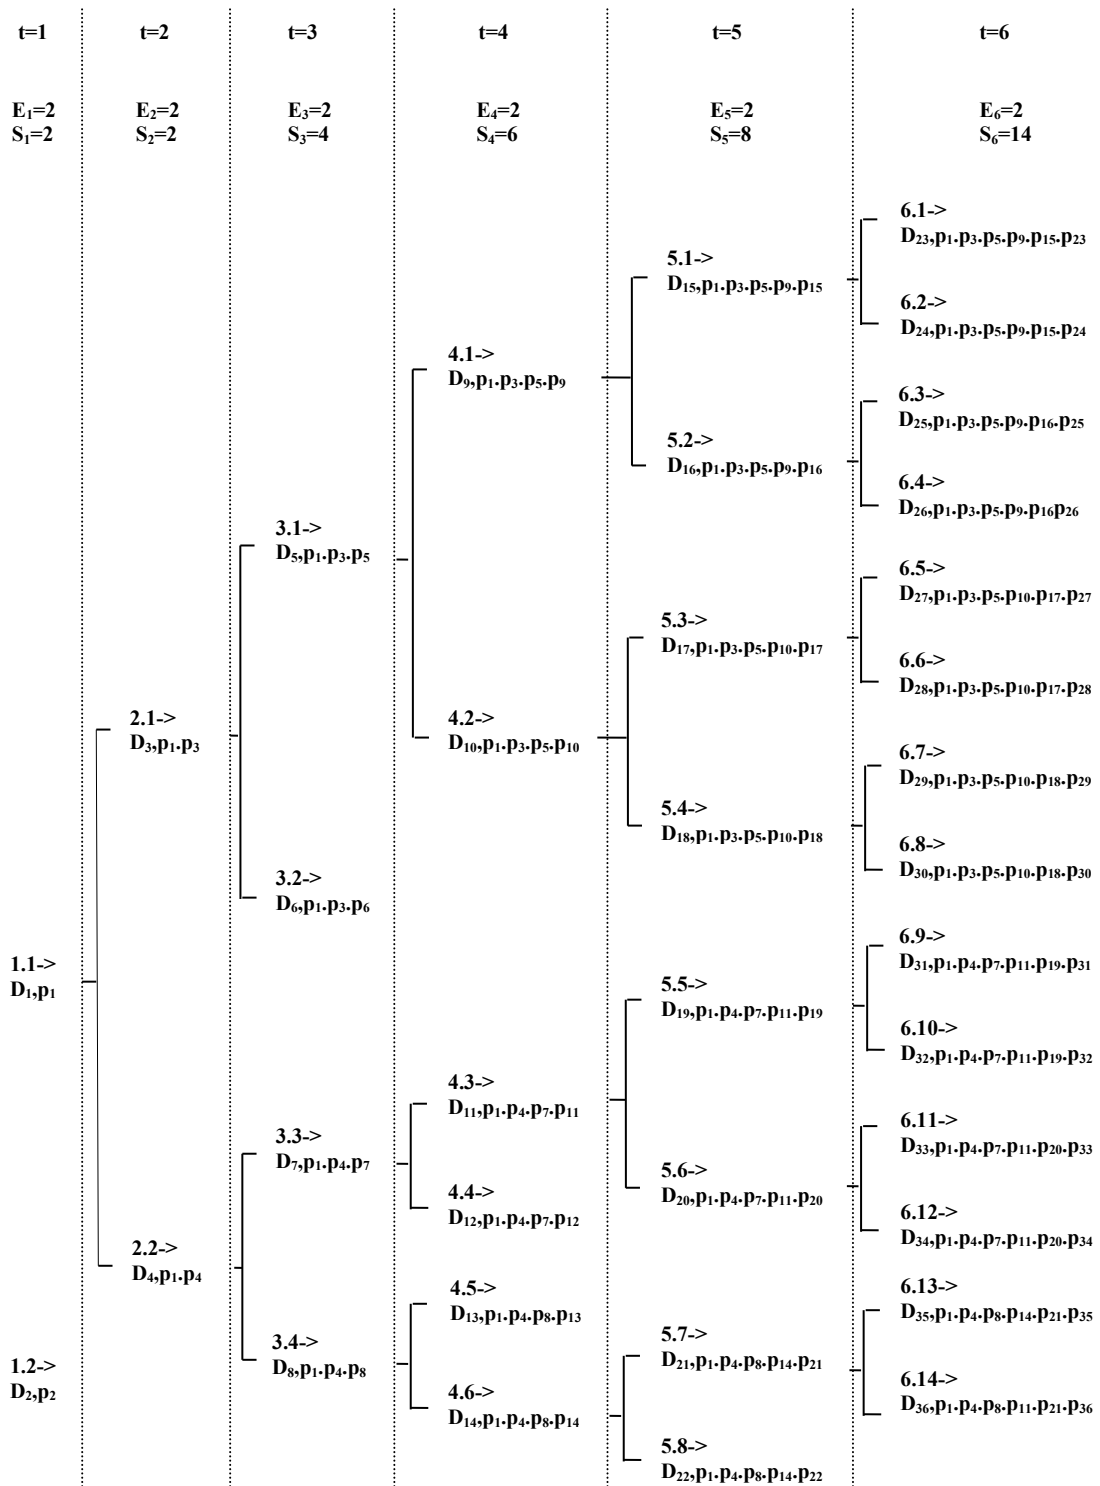 t=1 t=2 t=3 t=4 t=5 t=6
E₁=2 E₂=2 E₃=2 E₄=2 E₅=2 E₆=2
S₁=2 S₂=2 S₃=4 S₄=6 S₅=8 S₆=14
1.1->
D₁,p₁
1.2->
D₂,p₂
2.1->
D₃,p₁.p₃
2.2->
D₄,p₁.p₄
3.1->
D₅,p₁.p₃.p₅
3.2->
D₆,p₁.p₃.p₆
3.3->
D₇,p₁.p₄.p₇
3.4->
D₈,p₁.p₄.p₈
4.1->
D₉,p₁.p₃.p₅.p₉
4.2->
D₁₀,p₁.p₃.p₅.p₁₀
4.3->
D₁₁,p₁.p₄.p₇.p₁₁
4.4->
D₁₂,p₁.p₄.p₇.p₁₂
4.5->
D₁₃,p₁.p₄.p₈.p₁₃
4.6->
D₁₄,p₁.p₄.p₈.p₁₄
5.1->
D₁₅,p₁.p₃.p₅.p₉.p₁₅
5.2->
D₁₆,p₁.p₃.p₅.p₉.p₁₆
5.3->
D₁₇,p₁.p₃.p₅.p₁₀.p₁₇
5.4->
D₁₈,p₁.p₃.p₅.p₁₀.p₁₈
5.5->
D₁₉,p₁.p₄.p₇.p₁₁.p₁₉
5.6->
D₂₀,p₁.p₄.p₇.p₁₁.p₂₀
5.7->
D₂₁,p₁.p₄.p₈.p₁₄.p₂₁
5.8->
D₂₂,p₁.p₄.p₈.p₁₄.p₂₂
6.1->
D₂₃,p₁.p₃.p₅.p₉.p₁₅.p₂₃
6.2->
D₂₄,p₁.p₃.p₅.p₉.p₁₅.p₂₄
6.3->
D₂₅,p₁.p₃.p₅.p₉.p₁₆.p₂₅
6.4->
D₂₆,p₁.p₃.p₅.p₉.p₁₆p₂₆
6.5->
D₂₇,p₁.p₃.p₅.p₁₀.p₁₇.p₂₇
6.6->
D₂₈,p₁.p₃.p₅.p₁₀.p₁₇.p₂₈
6.7->
D₂₉,p₁.p₃.p₅.p₁₀.p₁₈.p₂₉
6.8->
D₃₀,p₁.p₃.p₅.p₁₀.p₁₈.p₃₀
6.9->
D₃₁,p₁.p₄.p₇.p₁₁.p₁₉.p₃₁
6.10->
D₃₂,p₁.p₄.p₇.p₁₁.p₁₉.p₃₂
6.11->
D₃₃,p₁.p₄.p₇.p₁₁.p₂₀.p₃₃
6.12->
D₃₄,p₁.p₄.p₇.p₁₁.p₂₀.p₃₄
6.13->
D₃₅,p₁.p₄.p₈.p₁₄.p₂₁.p₃₅
6.14->
D₃₆,p₁.p₄.p₈.p₁₁.p₂₁.p₃₆